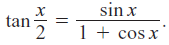 tan x/2 = sin x / 1 + cos x.